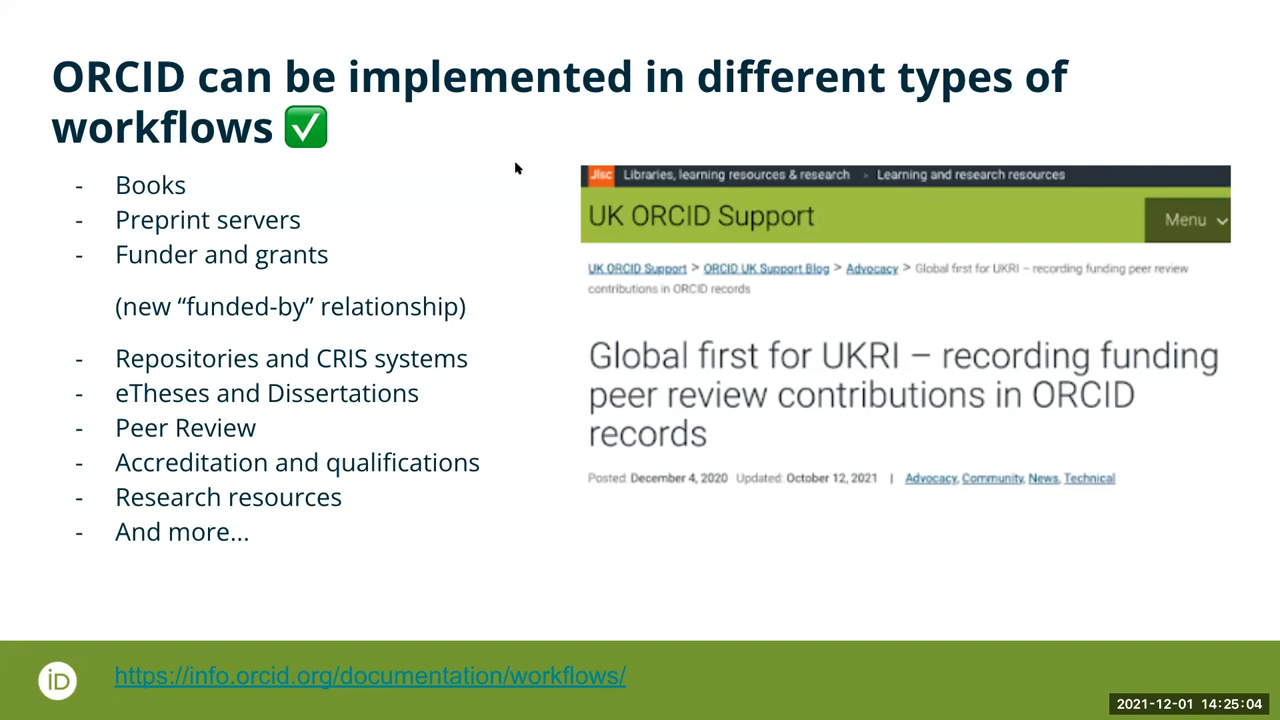 ORCID can be implemented in different types of
workflows ✅
- Books
- Preprint servers
- Funder and grants
(new “funded-by” relationship)
- Repositories and CRIS systems
- eTheses and Dissertations
- Peer Review
- Accreditation and qualifications
- Research resources
- And more...
Jisc Libraries, learning resources & research > Learning and research resources
UK ORCID Support
Menu
UK ORCID Support > ORCID UK Support Blog > Advocacy > Global first for UKRI – recording funding peer review
contributions in ORCID records
Global first for UKRI – recording funding
peer review contributions in ORCID
records
Posted: December 4, 2020 Updated: October 12, 2021 | Advocacy, Community, News, Technical
iD
https://info.orcid.org/documentation/workflows/
2021-12-01 14:25:04